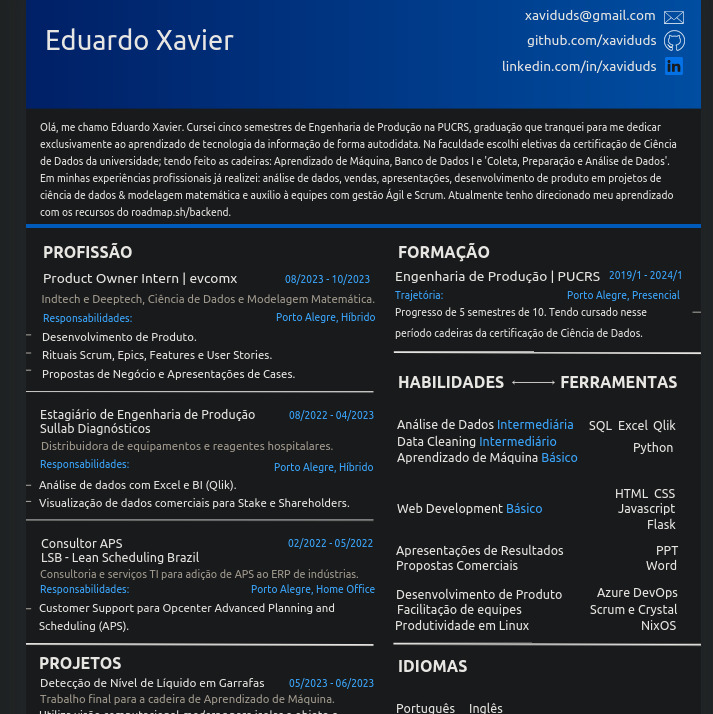 Eduardo Xavier
xaviduds@gmail.com
github.com/xaviduds
linkedin.com/in/xaviduds
Olá, me chamo Eduardo Xavier. Cursei cinco semestres de Engenharia de Produção na PUCRS, graduação que tranquei para me dedicar
exclusivamente ao aprendizado de tecnologia da informação de forma autodidata. Na faculdade escolhi eletivas da certificação de Ciência
de Dados da universidade; tendo feito as cadeiras: Aprendizado de Máquina, Banco de Dados I e 'Coleta, Preparação e Análise de Dados'.
Em minhas experiências profissionais já realizei: análise de dados, vendas, apresentações, desenvolvimento de produto em projetos de
ciência de dados & modelagem matemática e auxílio à equipes com gestão Ágil e Scrum. Atualmente tenho direcionado meu aprendizado
com os recursos do roadmap.sh/backend.
PROFISSÃO
Product Owner Intern | evcomx 08/2023 - 10/2023
Indtech e Deeptech, Ciência de Dados e Modelagem Matemática.
Responsabilidades: Porto Alegre, Híbrido
Desenvolvimento de Produto.
Rituais Scrum, Epics, Features e User Stories.
Propostas de Negócio e Apresentações de Cases.
Estagiário de Engenharia de Produção 08/2022 - 04/2023
Sullab Diagnósticos
Distribuidora de equipamentos e reagentes hospitalares.
Responsabilidades: Porto Alegre, Híbrido
Análise de dados com Excel e BI (Qlik).
Visualização de dados comerciais para Stake e Shareholders.
Consultor APS 02/2022 - 05/2022
LSB - Lean Scheduling Brazil
Consultoria e serviços TI para adição de APS ao ERP de indústrias.
Responsabilidades: Porto Alegre, Home Office
Customer Support para Opcenter Advanced Planning and
Scheduling (APS).
PROJETOS
Detecção de Nível de Líquido em Garrafas 05/2023 - 06/2023
Trabalho final para a cadeira de Aprendizado de Máquina.
FORMAÇÃO
Engenharia de Produção | PUCRS 2019/1 - 2024/1
Trajetória: Porto Alegre, Presencial
Progresso de 5 semestres de 10. Tendo cursado nesse
período cadeiras da certificação de Ciência de Dados.
HABILIDADES FERRAMENTAS
Análise de Dados Intermediária SQL Excel Qlik
Data Cleaning Intermediário Python
Aprendizado de Máquina Básico
HTML CSS
Web Development Básico Javascript
Flask
Apresentações de Resultados PPT
Propostas Comerciais Word
Desenvolvimento de Produto Azure DevOps
Facilitação de equipes Scrum e Crystal
Produtividade em Linux NixOS
IDIOMAS
Português Inglês